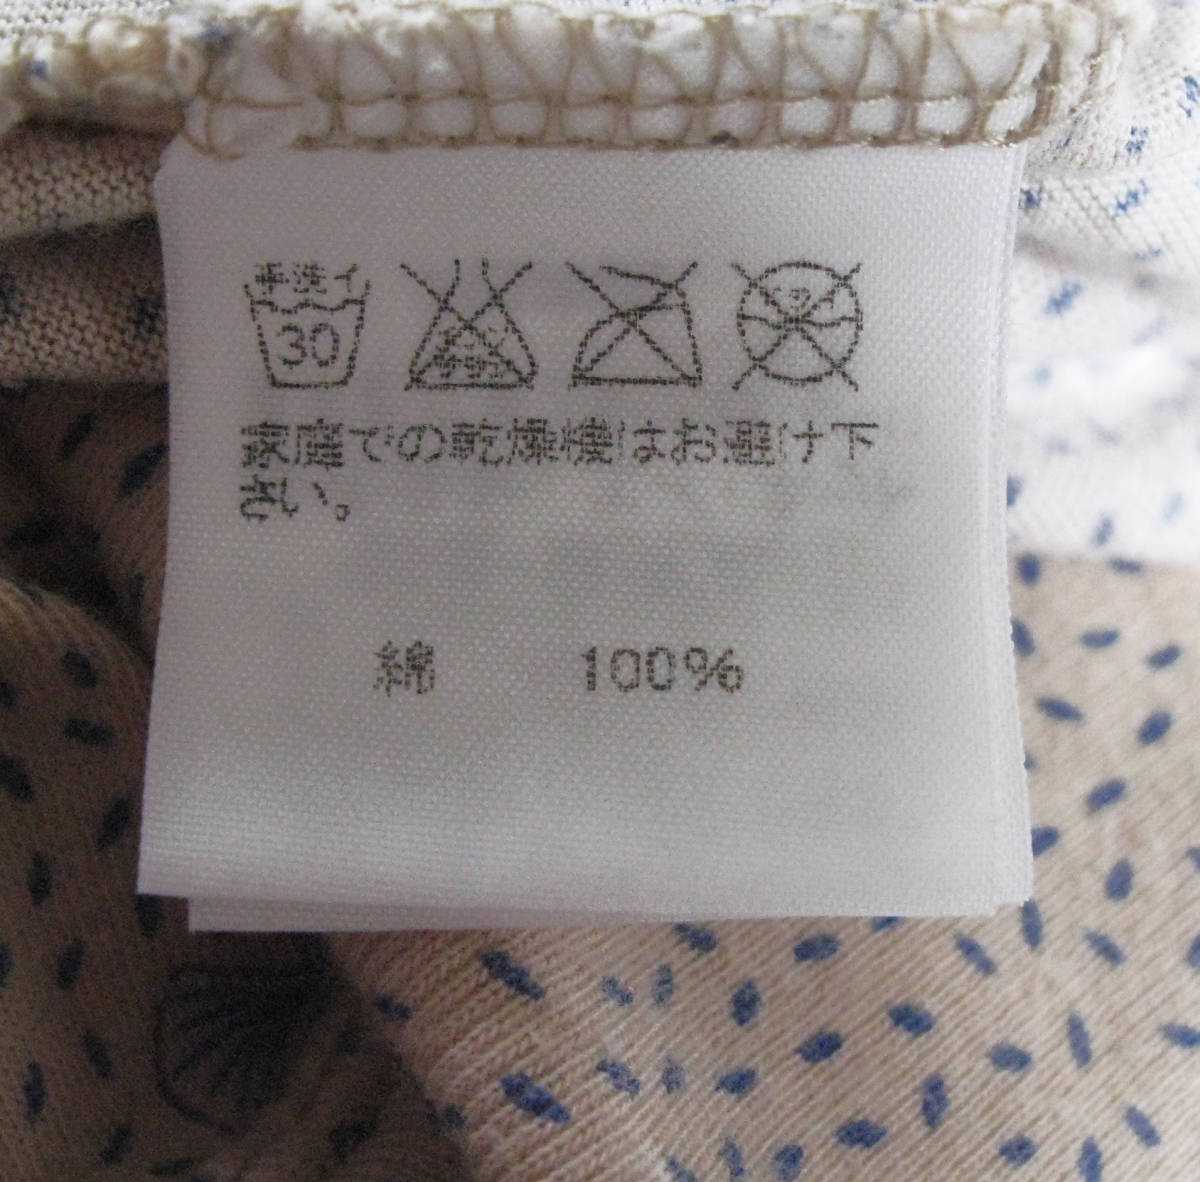 手洗イ
30
家庭での乾燥機はお避け下
さい。
綿 100%